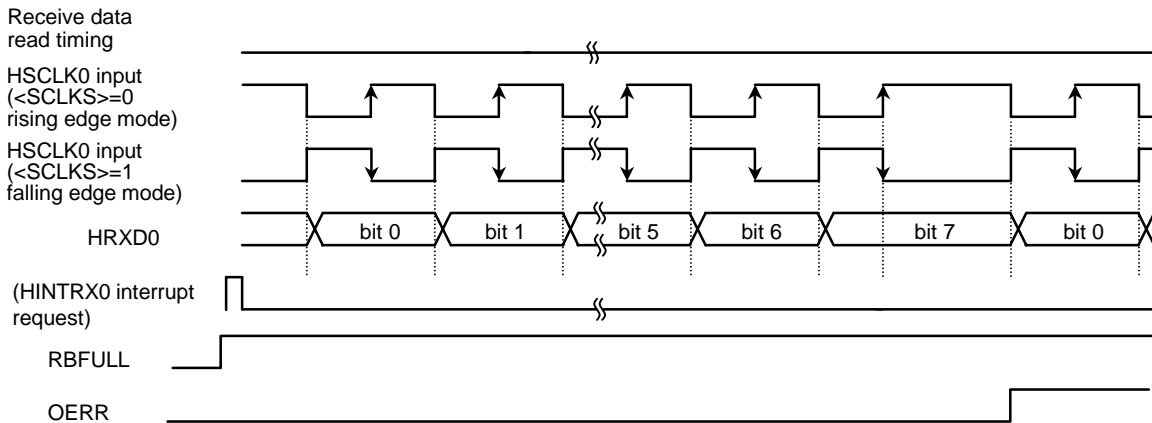 Receive data
read timing
HSCLK0 input
(<SCLKS>=0
rising edge mode)
HSCLK0 input
(<SCLKS>=1
falling edge mode)
HRXD0
bit 0
bit 1
bit 5
bit 6
bit 7
bit 0
(HINTRX0 interrupt
request)
RBFULL
OERR